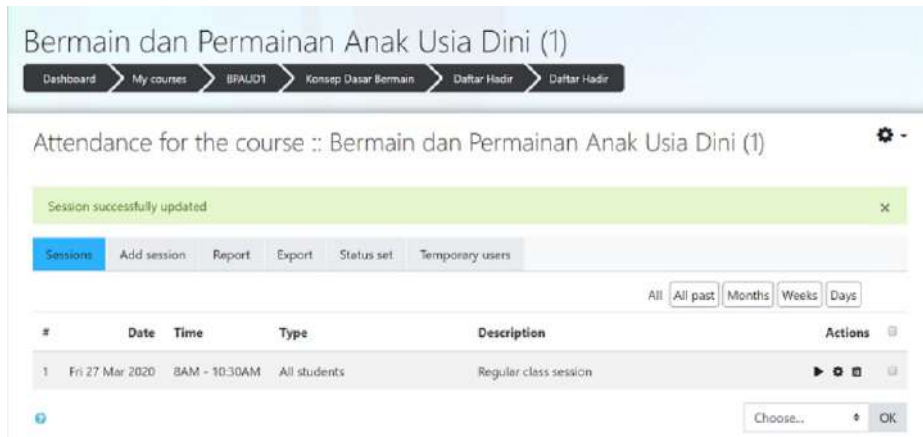 Bermain dan Permainan Anak Usia Dini (1)
Dashboard My courses BPAUD1 Konsep Dasar Bermain Daftar Hadir Daftar Hadir
Attendance for the course :: Bermain dan Permainan Anak Usia Dini (1)
Session successfully updated ×
Sessions Add session Report Export Status set Temporary users
All All past Months Weeks Days
# Date Time Type Description Actions
1 Fri 27 Mar 2020 8AM - 10:30AM All students Regular class session
Choose... OK